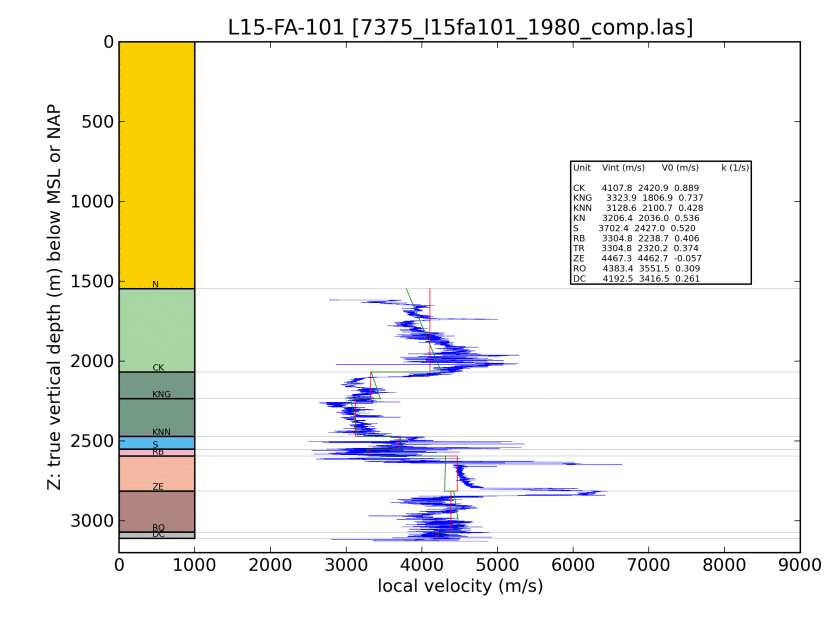 L15-FA-101 [7375_l15fa101_1980_comp.las]
0
500
1000
1500
2000
2500
3000
Z: true vertical depth (m) below MSL or NAP
N
CK
KNG
KNN
S
RB
ZE
RO
DC
Unit Vint (m/s) V0 (m/s) k (1/s)
CK 4107.8 2420.9 0.889
KNG 3323.9 1806.9 0.737
KNN 3128.6 2100.7 0.428
KN 3206.4 2036.0 0.536
S 3702.4 2427.0 0.520
RB 3304.8 2238.7 0.406
TR 3304.8 2320.2 0.374
ZE 4467.3 4462.7 -0.057
RO 4383.4 3551.5 0.309
DC 4192.5 3416.5 0.261
0 1000 2000 3000 4000 5000 6000 7000 8000 9000
local velocity (m/s)